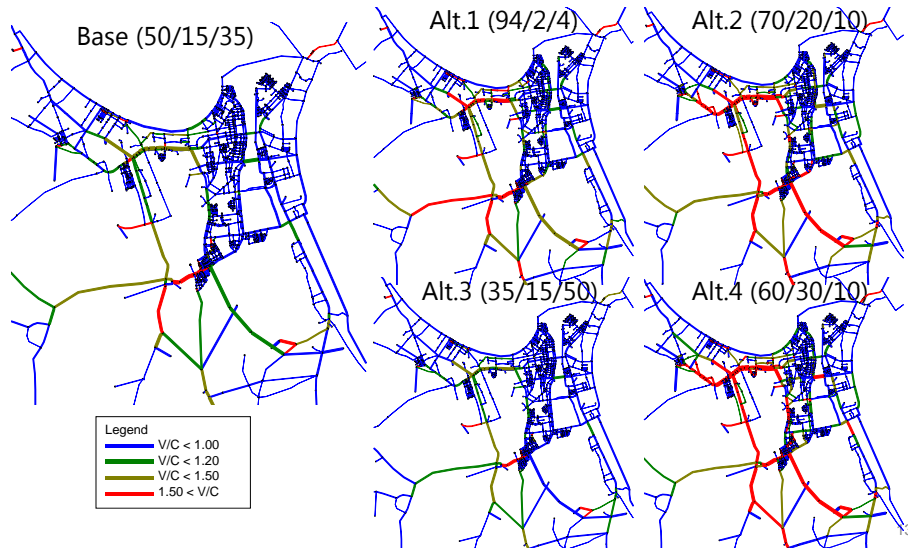 Base (50/15/35)
Alt.1 (94/2/4)
Alt.2 (70/20/10)
Alt.3 (35/15/50)
Alt.4 (60/30/10)
Legend
V/C < 1.00
V/C < 1.20
V/C < 1.50
1.50 < V/C